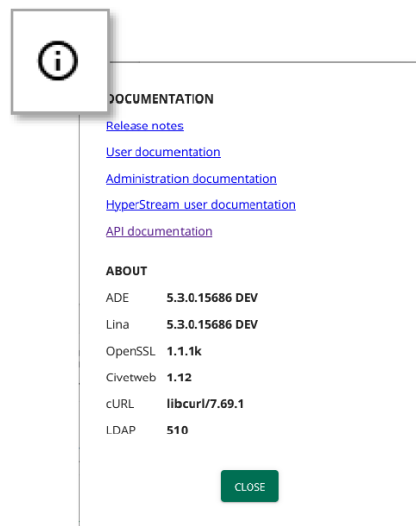 DOCUMENTATION
Release notes
User documentation
Administration documentation
HyperStream user documentation
API documentation
ABOUT
ADE 5.3.0.15686 DEV
Lina 5.3.0.15686 DEV
OpenSSL 1.1.1k
Civetweb 1.12
cURL libcurl/7.69.1
LDAP 510
CLOSE